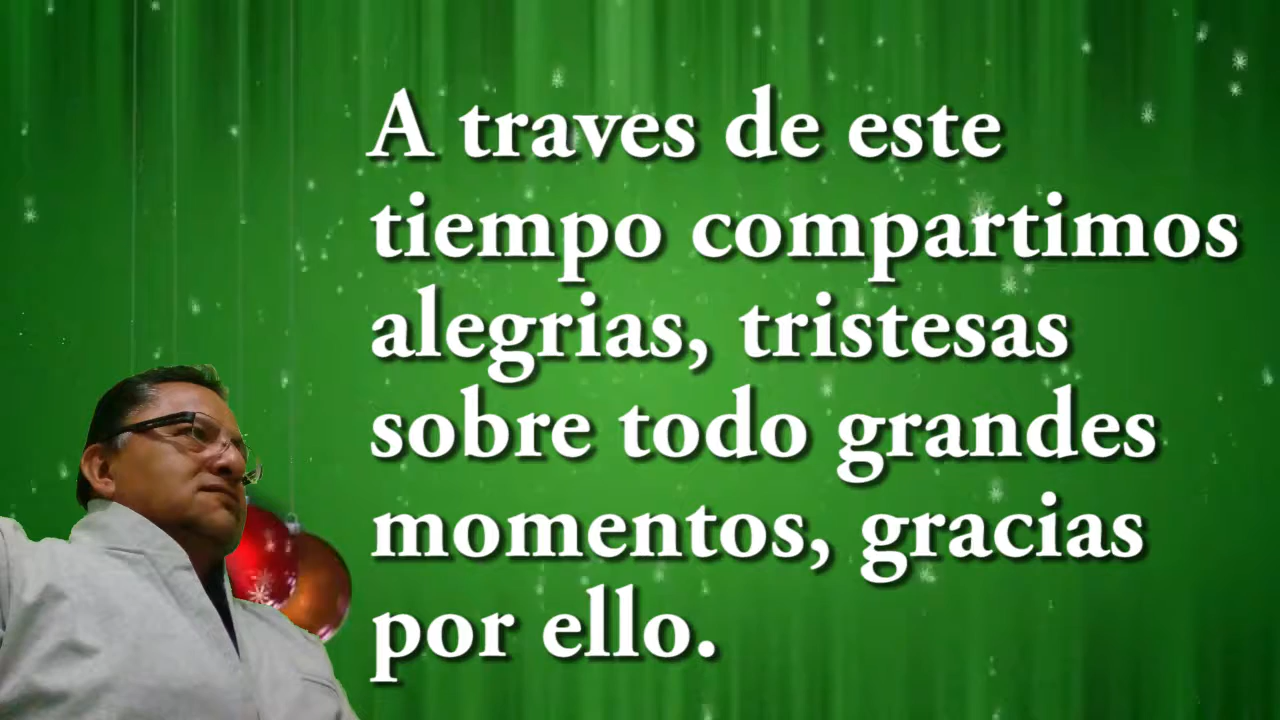 A traves de este
tiempo compartimos
alegrias, tristesas
sobre todo grandes
momentos, gracias
por ello.